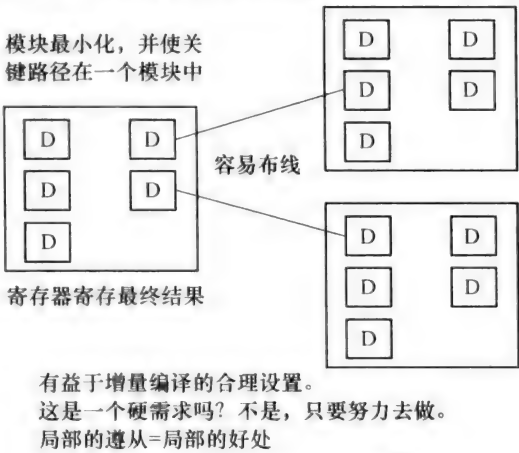 模块最小化，并使关
键路径在一个模块中
D D
D D
D
D D
D D
D
容易布线
D D
D D
D
寄存器寄存最终结果
有益于增量编译的合理设置。
这是一个硬需求吗？不是，只要努力去做。
局部的遵从=局部的好处